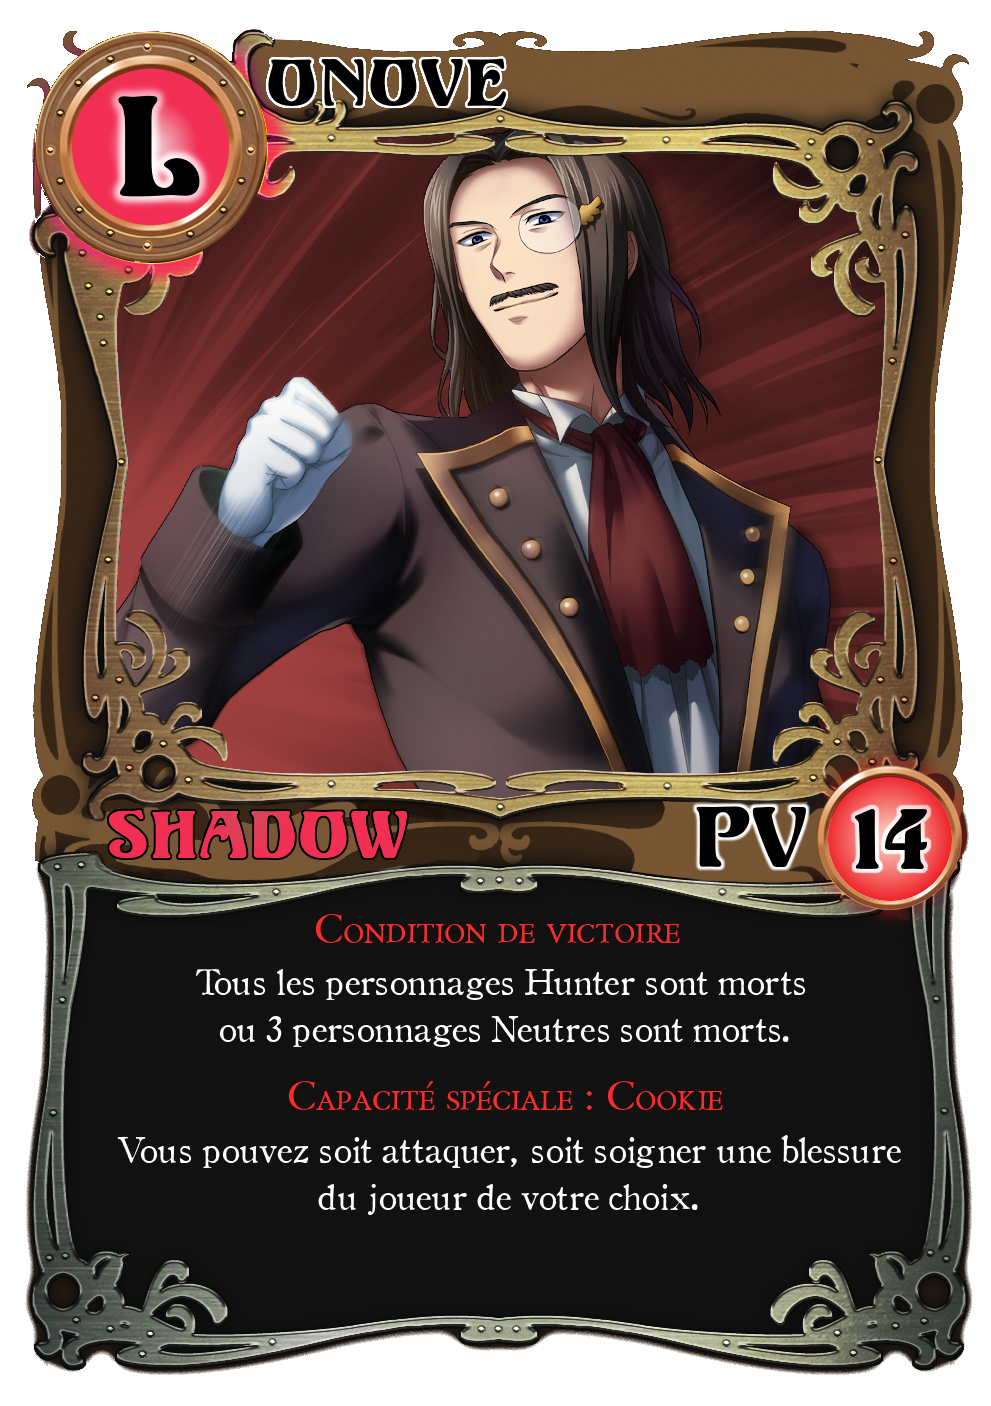 LONOVE
SHADOW
PV 14
Condition de victoire
Tous les personnages Hunter sont morts
ou 3 personnages Neutres sont morts.
Capacité spéciale : Cookie
Vous pouvez soit attaquer, soit soigner une blessure
du joueur de votre choix.